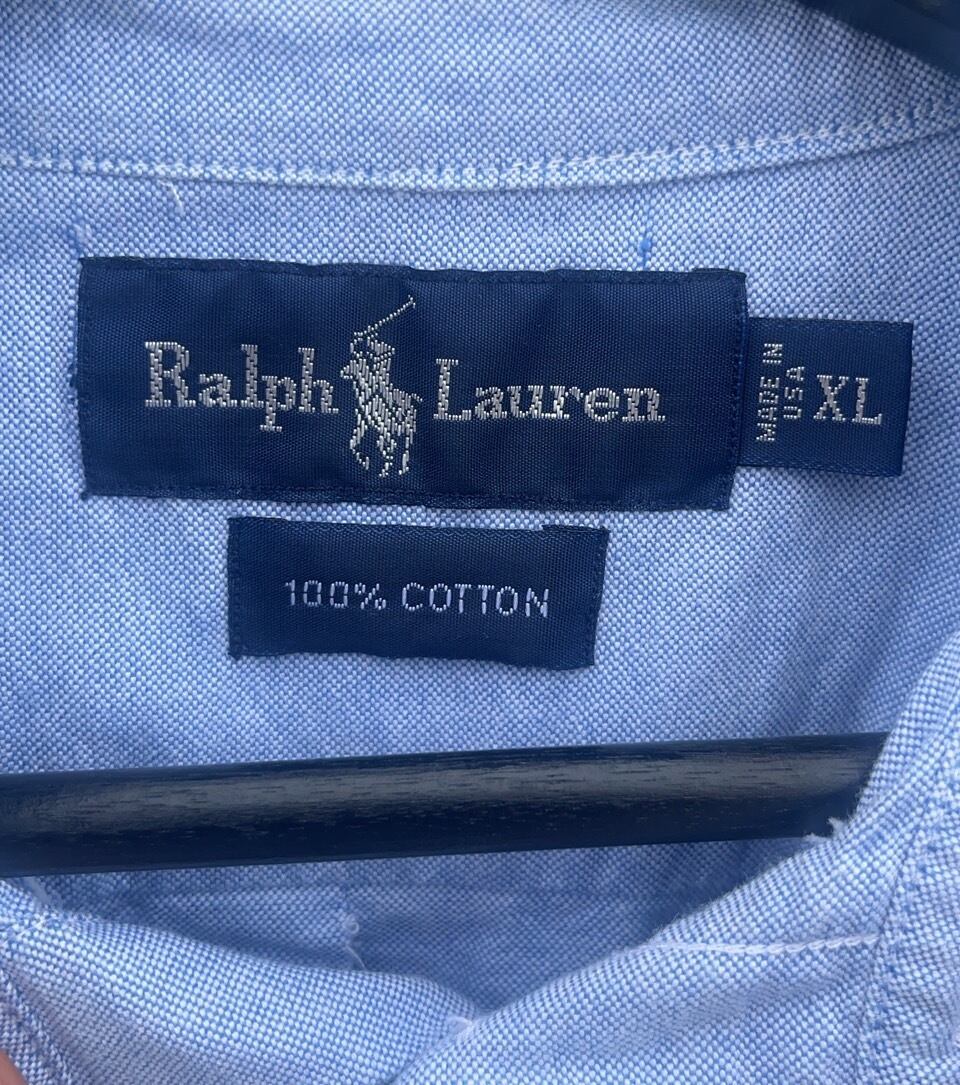 Ralph Lauren
MADE IN
USA
XL
100% COTTON